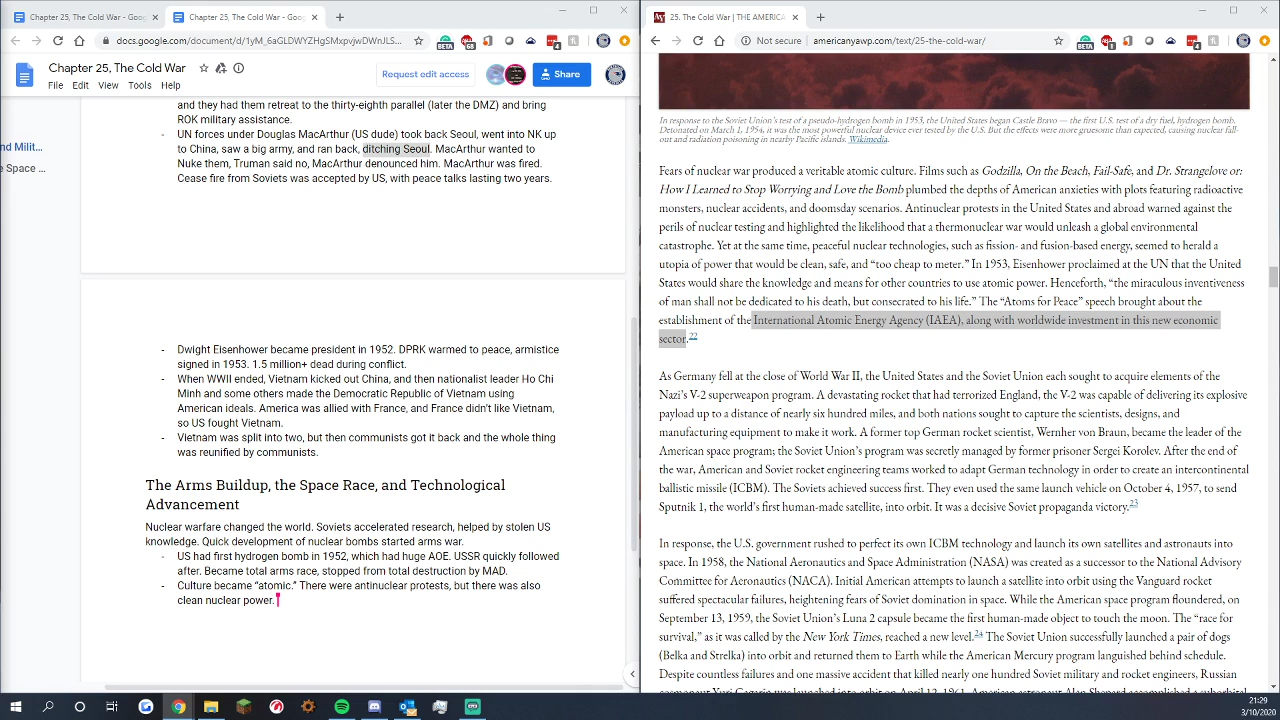 Chapter 25, The Cold War - Goog
Chapter 25, The Cold War - Goog
docs.google.com/document/d/1yM_6aGLDWYZHgSMxpvjwDWnJLS...
Chapter 25, The Cold War
File Edit View Tools Help
Request edit access
Share
nd Milit...
he Space ...
and they had them retreat to the thirty-eighth parallel (later the DMZ) and bring
ROK military assistance.
- UN forces under Douglas MacArthur (US dude) took back Seoul, went into NK up
to China, saw a big army, and ran back, ditching Seoul. MacArthur wanted to
Nuke them, Truman said no, MacArthur denounced him. MacArthur was fired.
Cease fire from Soviets was accepted by US, with peace talks lasting two years.
- Dwight Eisenhower became president in 1952. DPRK warmed to peace, armistice
signed in 1953. 1.5 million+ dead during conflict.
- When WWII ended, Vietnam kicked out China, and then nationalist leader Ho Chi
Minh and some others made the Democratic Republic of Vietnam using
American ideals. America was allied with France, and France didn't like Vietnam,
so US fought Vietnam.
- Vietnam was split into two, but then communists got it back and the whole thing
was reunified by communists.
The Arms Buildup, the Space Race, and Technological
Advancement
Nuclear warfare changed the world. Soviets accelerated research, helped by stolen US
knowledge. Quick development of nuclear bombs started arms war.
- US had first hydrogen bomb in 1952, which had huge AOE. USSR quickly followed
after. Became total arms race, stopped from total destruction by MAD.
- Culture became “atomic.” There were antinuclear protests, but there was also
clean nuclear power.
25. The Cold War | THE AMERICA
Not secure americanyawp.com/text/25-the-cold-war/
In response to the Soviet Union's test of a pseudo-hydrogen bomb in 1953, the United States began Castle Bravo — the first U.S. test of a dry fuel, hydrogen bomb.
Detonated on March 1, 1954, it was the most powerful nuclear device ever tested by the U.S. But the effects were more gruesome than expected, causing nuclear fall-
out and radiation poisoning in nearby Pacific islands. Wikimedia.
Fears of nuclear war produced a veritable atomic culture. Films such as Godzilla, On the Beach, Fail-Safe, and Dr. Strangelove or:
How I Learned to Stop Worrying and Love the Bomb plumbed the depths of American anxieties with plots featuring radioactive
monsters, nuclear accidents, and doomsday scenarios. Antinuclear protests in the United States and abroad warned against the
perils of nuclear testing and highlighted the likelihood that a thermonuclear war would unleash a global environmental
catastrophe. Yet at the same time, peaceful nuclear technologies, such as fission- and fusion-based energy, seemed to herald a
utopia of power that would be clean, safe, and “too cheap to meter.” In 1953, Eisenhower proclaimed at the UN that the United
States would share the knowledge and means for other countries to use atomic power. Henceforth, “the miraculous inventiveness
of man shall not be dedicated to his death, but consecrated to his life.” The “Atoms for Peace” speech brought about the
establishment of the International Atomic Energy Agency (IAEA), along with worldwide investment in this new economic
sector.22
As Germany fell at the close of World War II, the United States and the Soviet Union each sought to acquire elements of the
Nazi's V-2 superweapon program. A devastating rocket that had terrorized England, the V-2 was capable of delivering its explosive
payload up to a distance of nearly six hundred miles, and both nations sought to capture the scientists, designs, and
manufacturing equipment to make it work. A former top German rocket scientist, Wernher von Braun, became the leader of the
American space program; the Soviet Union's program was secretly managed by former prisoner Sergei Korolev. After the end of
the war, American and Soviet rocket engineering teams worked to adapt German technology in order to create an intercontinental
ballistic missile (ICBM). The Soviets achieved success first. They even used the same launch vehicle on October 4, 1957, to send
Sputnik 1, the world's first human-made satellite, into orbit. It was a decisive Soviet propaganda victory.23
In response, the U.S. government rushed to perfect its own ICBM technology and launch its own satellites and astronauts into
space. In 1958, the National Aeronautics and Space Administration (NASA) was created as a successor to the National Advisory
Committee for Aeronautics (NACA). Initial American attempts to launch a satellite into orbit using the Vanguard rocket
suffered spectacular failures, heightening fears of Soviet domination in space. While the American space program floundered, on
September 13, 1959, the Soviet Union's Luna 2 capsule became the first human-made object to touch the moon. The “race for
survival,” as it was called by the New York Times, reached a new level.24 The Soviet Union successfully launched a pair of dogs
(Belka and Strelka) into orbit and returned them to Earth while the American Mercury program languished behind schedule.
Despite countless failures and one massive accident that killed nearly one hundred Soviet military and rocket engineers, Russian
21:29
3/10/2020